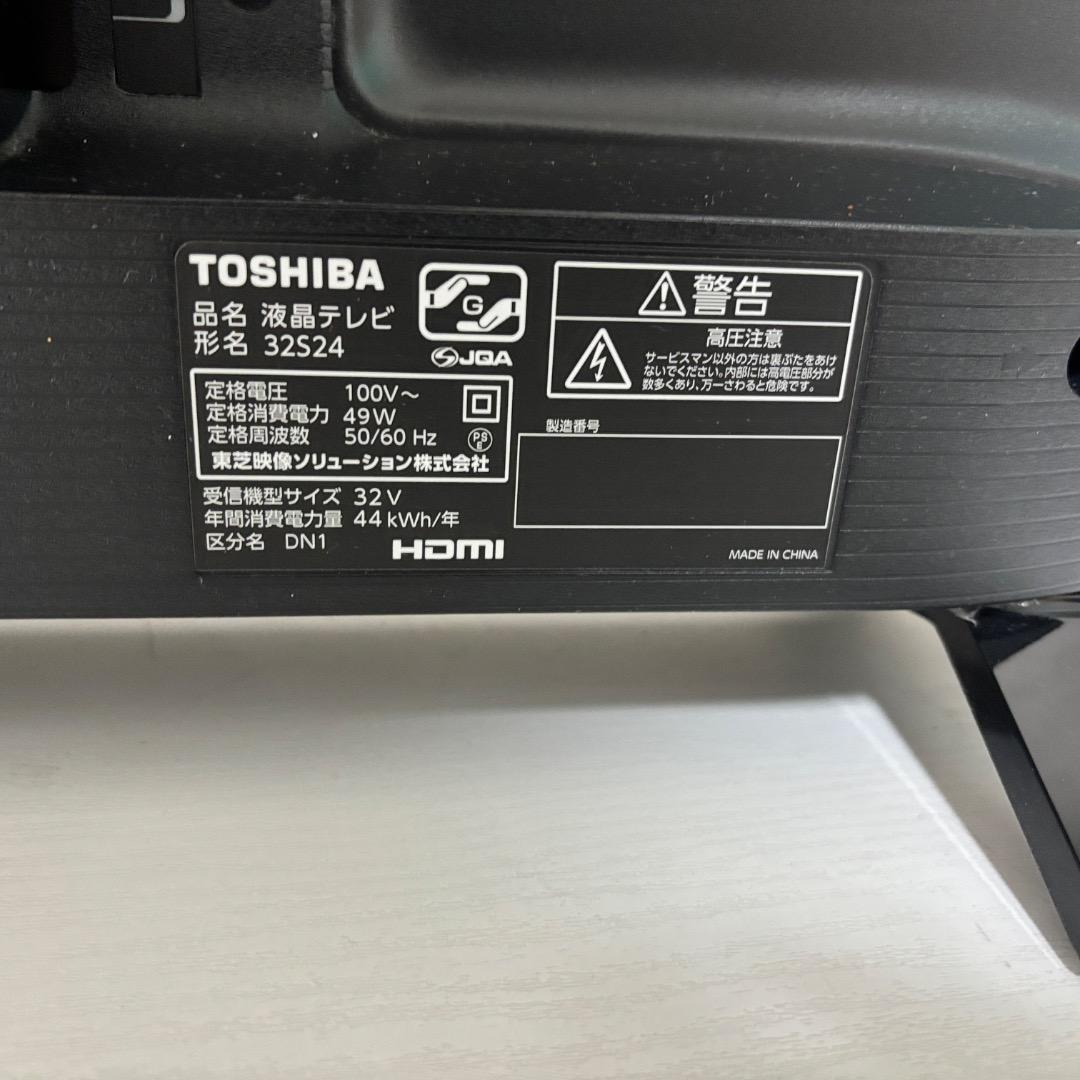 TOSHIBA
品名 液晶テレビ
形名 32S24
G
JQA
定格電圧 100V～
定格消費電力 49W
定格周波数 50/60 Hz
PS
E
東芝映像ソリューション株式会社
受信機型サイズ 32V
年間消費電力量 44kWh/年
区分名 DN1
HDMI
警告
高圧注意
サービスマン以外の方は裏ぶたをあけ
ないでください。内部には高電圧部分が
数多くあり、万一さわると危険です。
製造番号
MADE IN CHINA